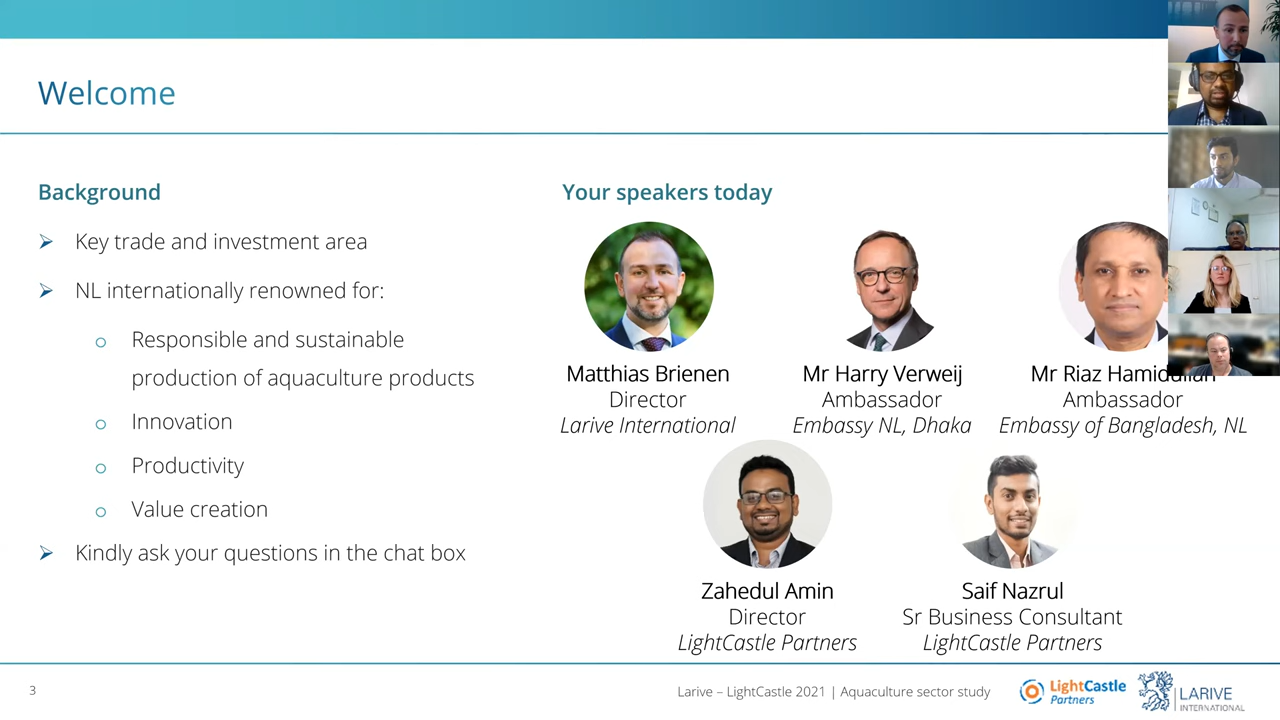 Welcome
Background
Key trade and investment area
NL internationally renowned for:
Responsible and sustainable
production of aquaculture products
Innovation
Productivity
Value creation
Kindly ask your questions in the chat box
Your speakers today
Matthias Brienen
Director
Larive International
Mr Harry Verweij
Ambassador
Embassy NL, Dhaka
Mr Riaz Hamidullah
Ambassador
Embassy of Bangladesh, NL
Zahedul Amin
Director
LightCastle Partners
Saif Nazrul
Sr Business Consultant
LightCastle Partners
3
Larive – LightCastle 2021 | Aquaculture sector study
LightCastle
Partners
LARIVE
INTERNATIONAL